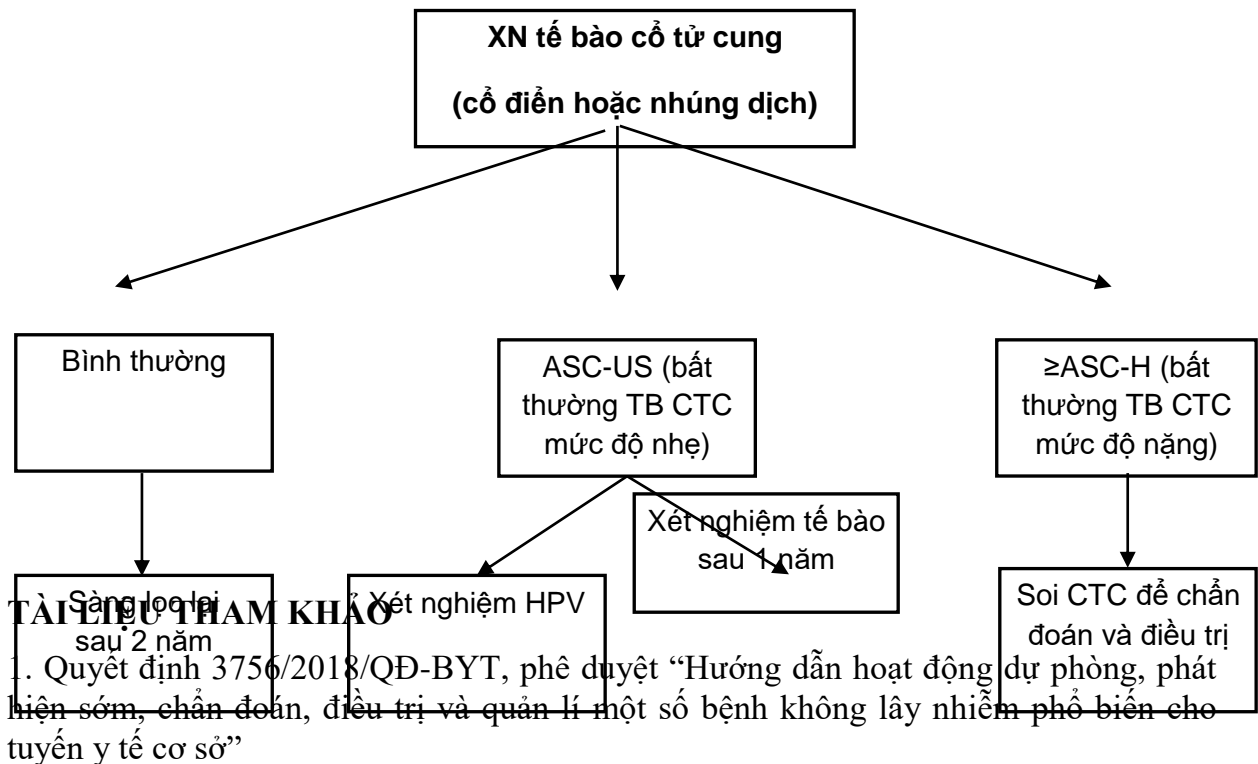 XN tế bào cổ tử cung
(cổ điển hoặc nhúng dịch)
Bình thường
ASC-US (bất
thường TB CTC
mức độ nhẹ)
≥ASC-H (bất
thường TB CTC
mức độ nặng)
Xét nghiệm tế bào
sau 1 năm
Sàng lọc lại
sau 2 năm
Xét nghiệm HPV
Soi CTC để chẩn
đoán và điều trị
TÀI LIỆU THAM KHẢO
1. Quyết định 3756/2018/QĐ-BYT, phê duyệt “Hướng dẫn hoạt động dự phòng, phát
hiện sớm, chẩn đoán, điều trị và quản lí một số bệnh không lây nhiễm phổ biến cho
tuyến y tế cơ sở”